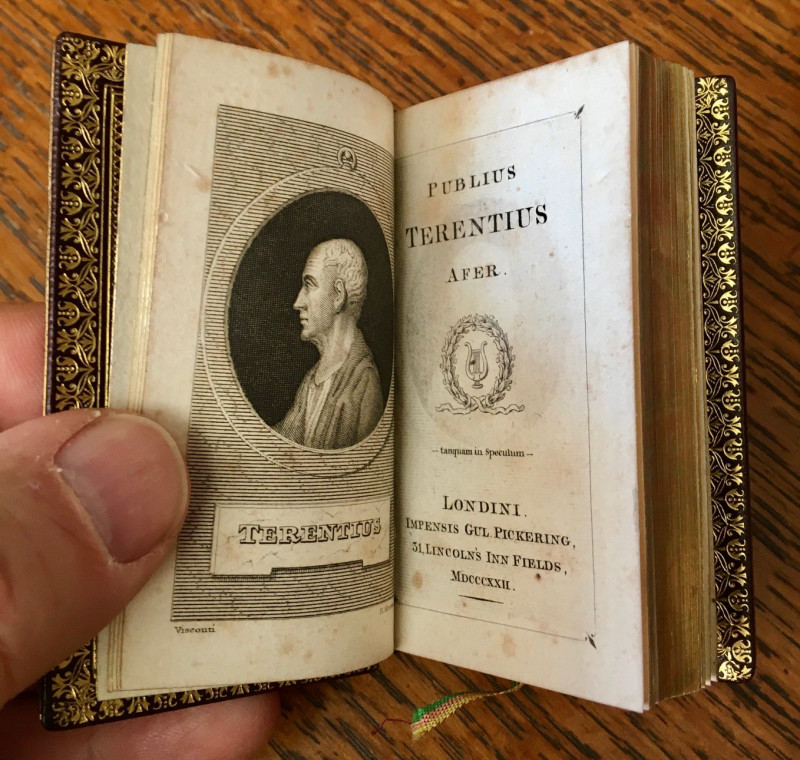 TERENTIUS
Visconti
PUBLIUS
TERENTIUS
AFER.
—tanquam in Speculum—
LONDINI.
IMPENSIS GUL. PICKERING,
31, LINCOLN'S INN FIELDS,
MDCCCXXII.